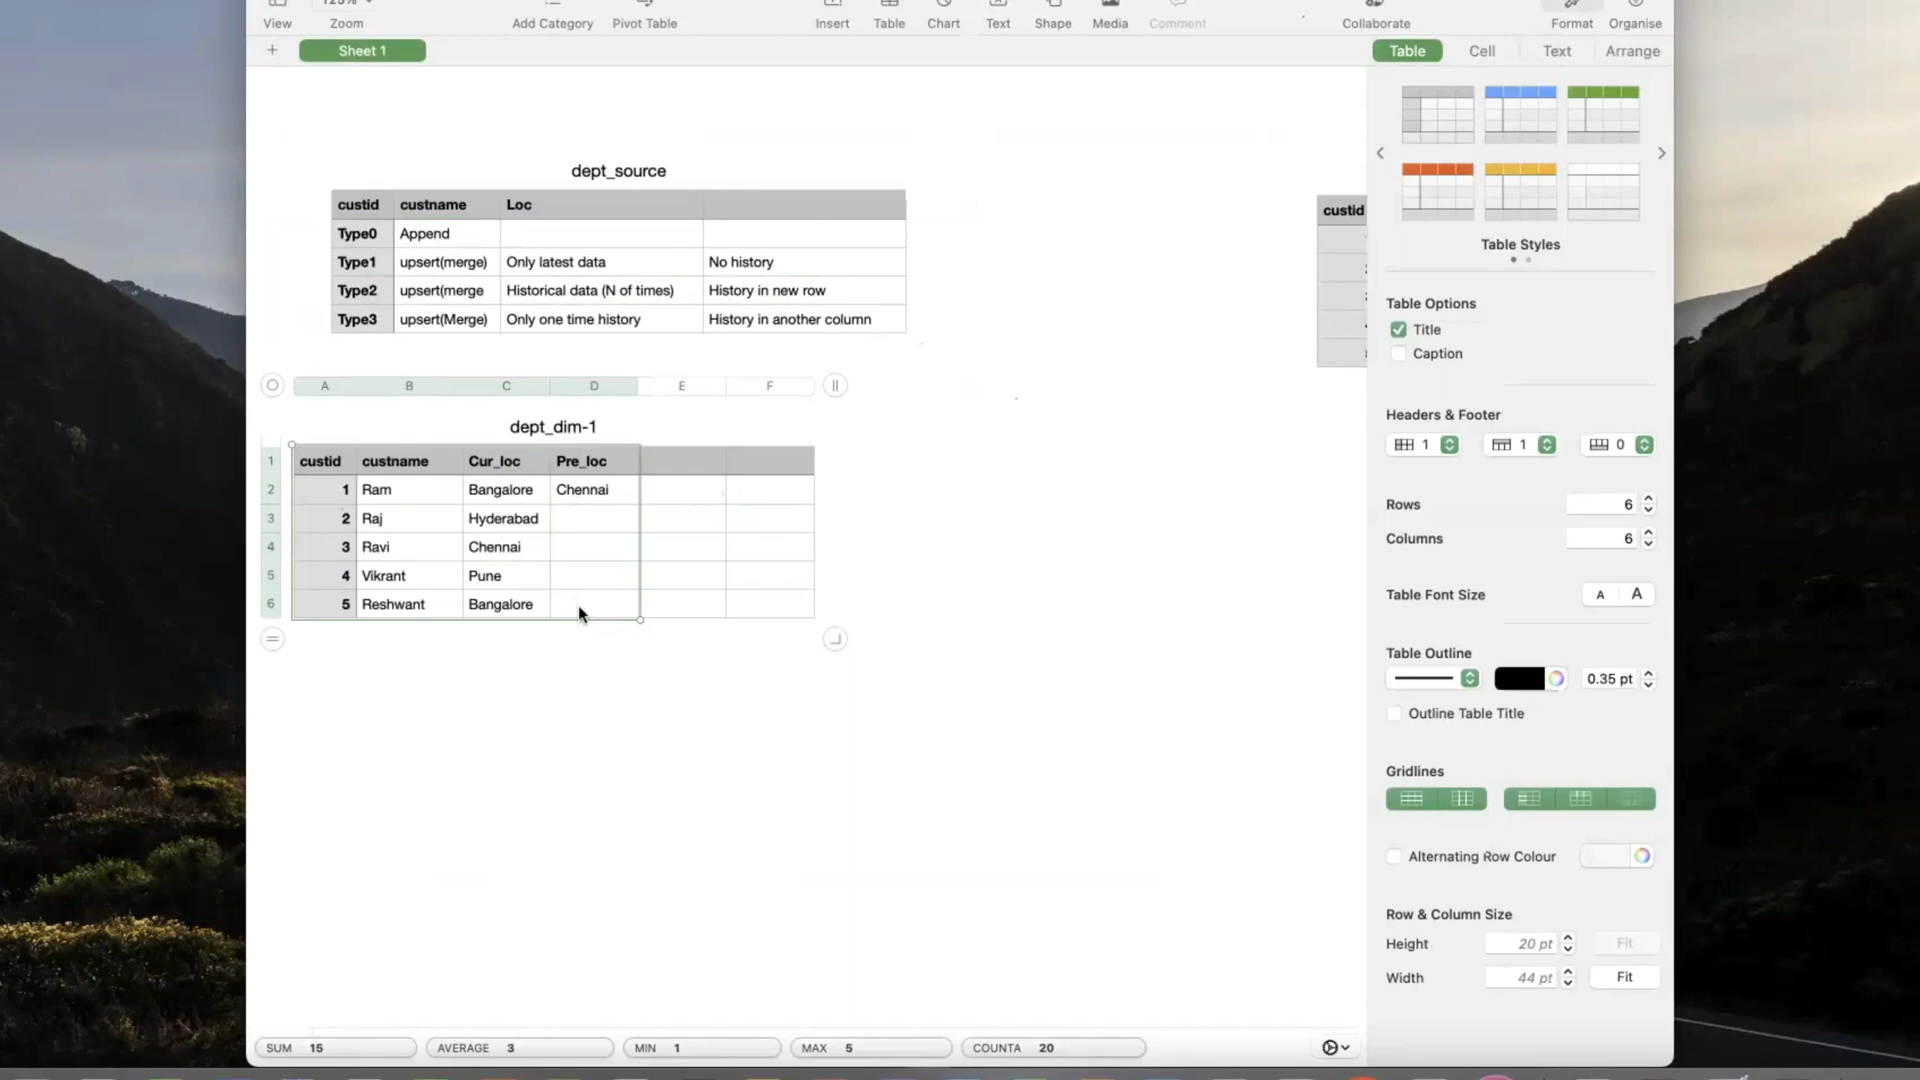 125%
View
Zoom
Add Category
Pivot Table
Insert
Table
Chart
Text
Shape
Media
Comment
Collaborate
Format
Organise
+
Sheet 1
Table
Cell
Text
Arrange
dept_source
custid custname Loc
Type0 Append
Type1 upsert(merge) Only latest data No history
Type2 upsert(merge Historical data (N of times) History in new row
Type3 upsert(Merge) Only one time history History in another column
custid
A B C D E F
dept_dim-1
1 custid custname Cur_loc Pre_loc
2 1 Ram Bangalore Chennai
3 2 Raj Hyderabad
4 3 Ravi Chennai
5 4 Vikrant Pune
6 5 Reshwant Bangalore
Table Styles
Table Options
Title
Caption
Headers & Footer
1 1 0
Rows 6
Columns 6
Table Font Size A A
Table Outline
0.35 pt
Outline Table Title
Gridlines
Alternating Row Colour
Row & Column Size
Height 20 pt Fit
Width 44 pt Fit
SUM 15
AVERAGE 3
MIN 1
MAX 5
COUNTA 20